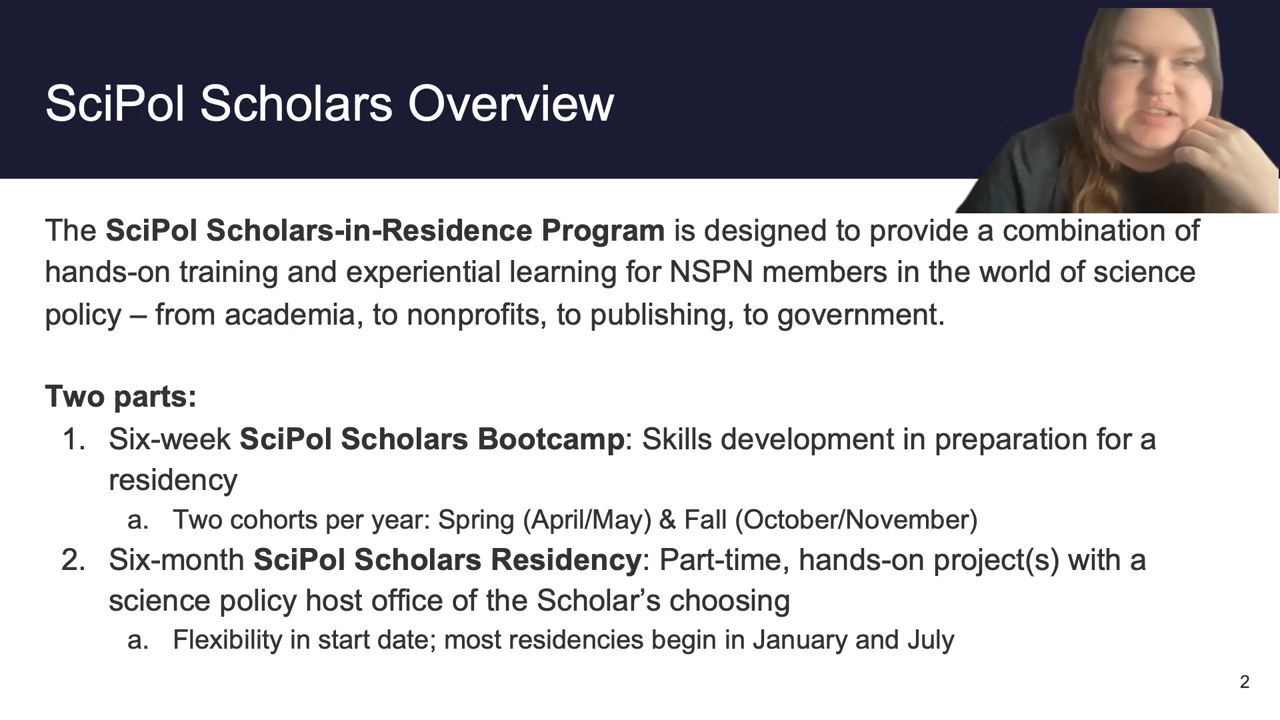 SciPol Scholars Overview
The SciPol Scholars-in-Residence Program is designed to provide a combination of
hands-on training and experiential learning for NSPN members in the world of science
policy – from academia, to nonprofits, to publishing, to government.
Two parts:
1. Six-week SciPol Scholars Bootcamp: Skills development in preparation for a
residency
a. Two cohorts per year: Spring (April/May) & Fall (October/November)
2. Six-month SciPol Scholars Residency: Part-time, hands-on project(s) with a
science policy host office of the Scholar’s choosing
a. Flexibility in start date; most residencies begin in January and July
2